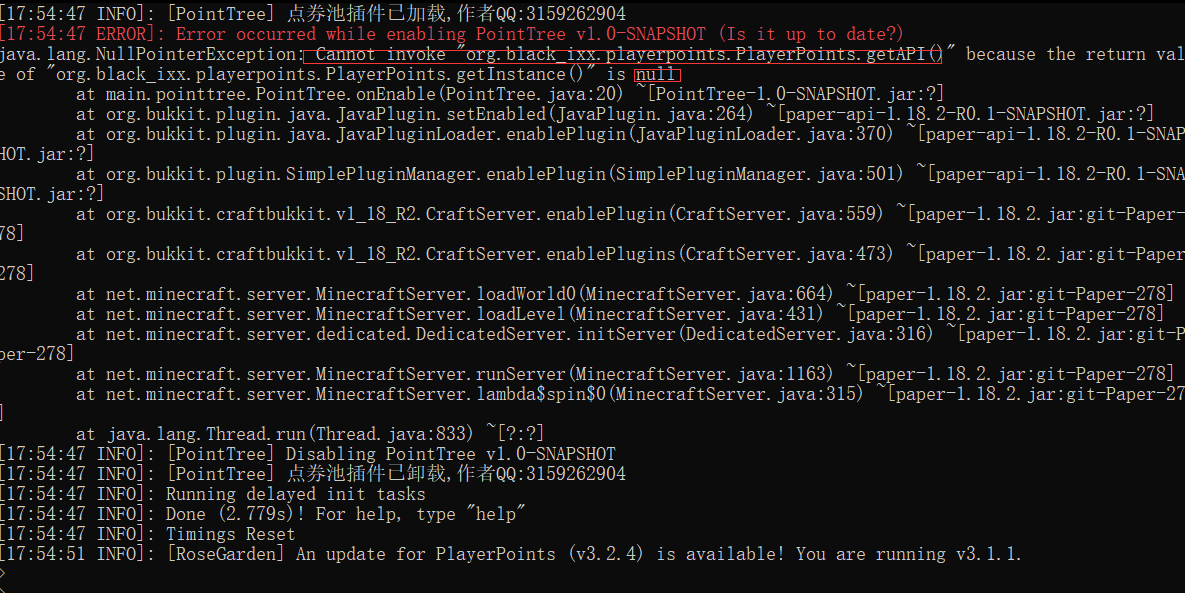 [17:54:47 INFO]: [PointTree] 点券池插件已加载,作者QQ:3159262904
[17:54:47 ERROR]: Error occurred while enabling PointTree v1.0-SNAPSHOT (Is it up to date?)
java.lang.NullPointerException: Cannot invoke "org.black_ixx.playerpoints.PlayerPoints.getAPI()" because the return val
e of "org.black_ixx.playerpoints.PlayerPoints.getInstance()" is null
at main.pointtree.PointTree.onEnable(PointTree.java:20) ~[PointTree-1.0-SNAPSHOT.jar:?]
at org.bukkit.plugin.java.JavaPlugin.setEnabled(JavaPlugin.java:264) ~[paper-api-1.18.2-R0.1-SNAPSHOT.jar:?]
at org.bukkit.plugin.java.JavaPluginLoader.enablePlugin(JavaPluginLoader.java:370) ~[paper-api-1.18.2-R0.1-SNAP
HOT.jar:?]
at org.bukkit.plugin.SimplePluginManager.enablePlugin(SimplePluginManager.java:501) ~[paper-api-1.18.2-R0.1-SNA
SHOT.jar:?]
at org.bukkit.craftbukkit.v1_18_R2.CraftServer.enablePlugin(CraftServer.java:559) ~[paper-1.18.2.jar:git-Paper-
78]
at org.bukkit.craftbukkit.v1_18_R2.CraftServer.enablePlugins(CraftServer.java:473) ~[paper-1.18.2.jar:git-Paper
278]
at net.minecraft.server.MinecraftServer.loadWorld0(MinecraftServer.java:664) ~[paper-1.18.2.jar:git-Paper-278]
at net.minecraft.server.MinecraftServer.loadLevel(MinecraftServer.java:431) ~[paper-1.18.2.jar:git-Paper-278]
at net.minecraft.server.dedicated.DedicatedServer.initServer(DedicatedServer.java:316) ~[paper-1.18.2.jar:git-P
per-278]
at net.minecraft.server.MinecraftServer.runServer(MinecraftServer.java:1163) ~[paper-1.18.2.jar:git-Paper-278]
at net.minecraft.server.MinecraftServer.lambda$spin$0(MinecraftServer.java:315) ~[paper-1.18.2.jar:git-Paper-27
]
at java.lang.Thread.run(Thread.java:833) ~[?:?]
[17:54:47 INFO]: [PointTree] Disabling PointTree v1.0-SNAPSHOT
[17:54:47 INFO]: [PointTree] 点券池插件已卸载,作者QQ:3159262904
[17:54:47 INFO]: Running delayed init tasks
[17:54:47 INFO]: Done (2.779s)! For help, type "help"
[17:54:47 INFO]: Timings Reset
[17:54:51 INFO]: [RoseGarden] An update for PlayerPoints (v3.2.4) is available! You are running v3.1.1.
>